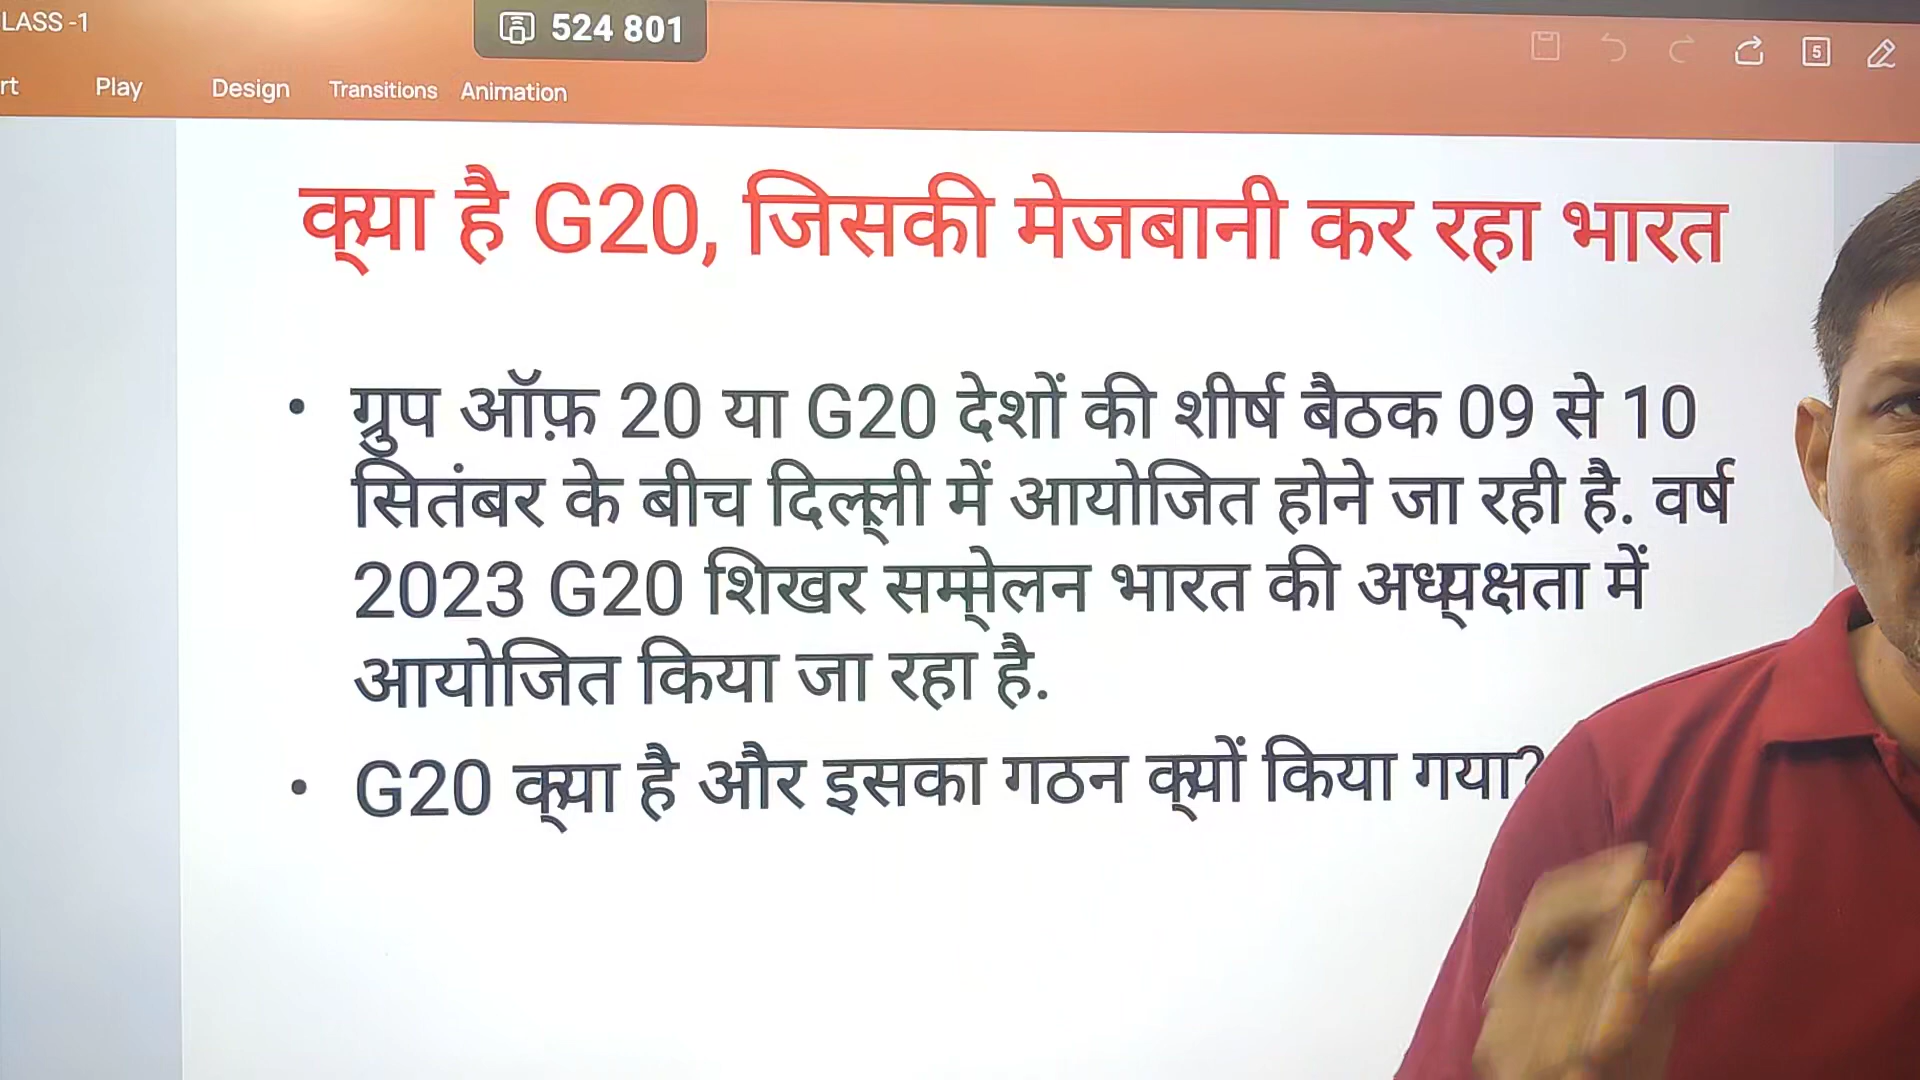 LASS -1
524 801
5
rt Play Design Transitions Animation
क्या है G20, जिसकी मेजबानी कर रहा भारत
• ग्रुप ऑफ़ 20 या G20 देशों की शीर्ष बैठक 09 से 10
सितंबर के बीच दिल्ली में आयोजित होने जा रही है. वर्ष
2023 G20 शिखर सम्मेलन भारत की अध्यक्षता में
आयोजित किया जा रहा है.
• G20 क्या है और इसका गठन क्यों किया गया?